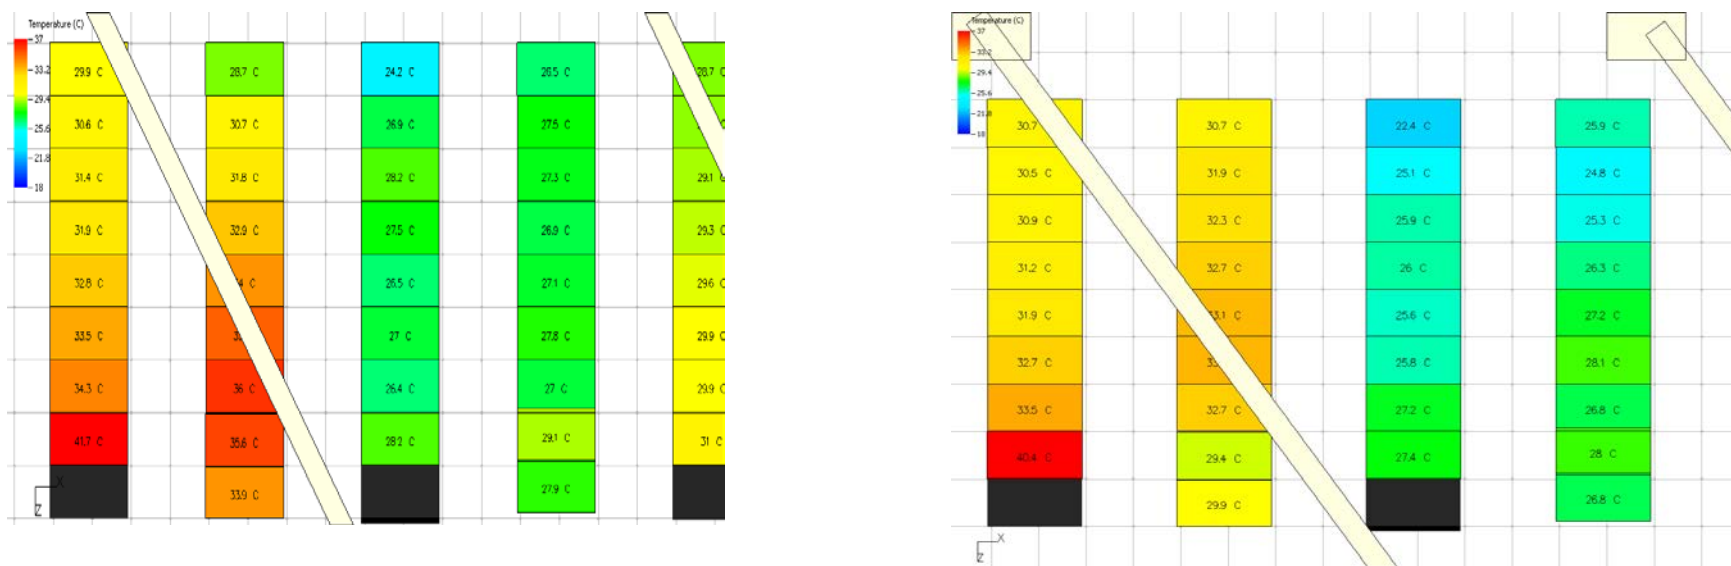 Temperature (C)
37
33.2
29.4
25.6
21.8
18
29.9 C
28.7 C
24.2 C
26.5 C
28.7 C
30.6 C
30.7 C
26.9 C
27.5 C
31.4 C
31.8 C
28.2 C
27.3 C
29.1
31.9 C
32.9 C
27.5 C
26.9 C
29.3 C
32.8 C
4 C
26.5 C
27.1 C
29.6 C
33.5 C
27 C
27.8 C
29.9 C
34.3 C
36 C
26.4 C
27 C
29.9 C
41.7 C
35.6 C
28.2 C
29.1 C
31 C
33.9 C
27.9 C
X
Z
Temperature (C)
37
33.2
29.4
25.6
21.8
18
30.7
30.7 C
22.4 C
25.9 C
30.5 C
31.9 C
25.1 C
24.8 C
30.9 C
32.3 C
25.9 C
25.3 C
31.2 C
32.7 C
26 C
26.3 C
31.9 C
33.1 C
25.6 C
27.2 C
32.7 C
25.8 C
28.1 C
33.5 C
32.7 C
27.2 C
26.8 C
40.4 C
29.4 C
27.4 C
28 C
29.9 C
26.8 C
X
Z